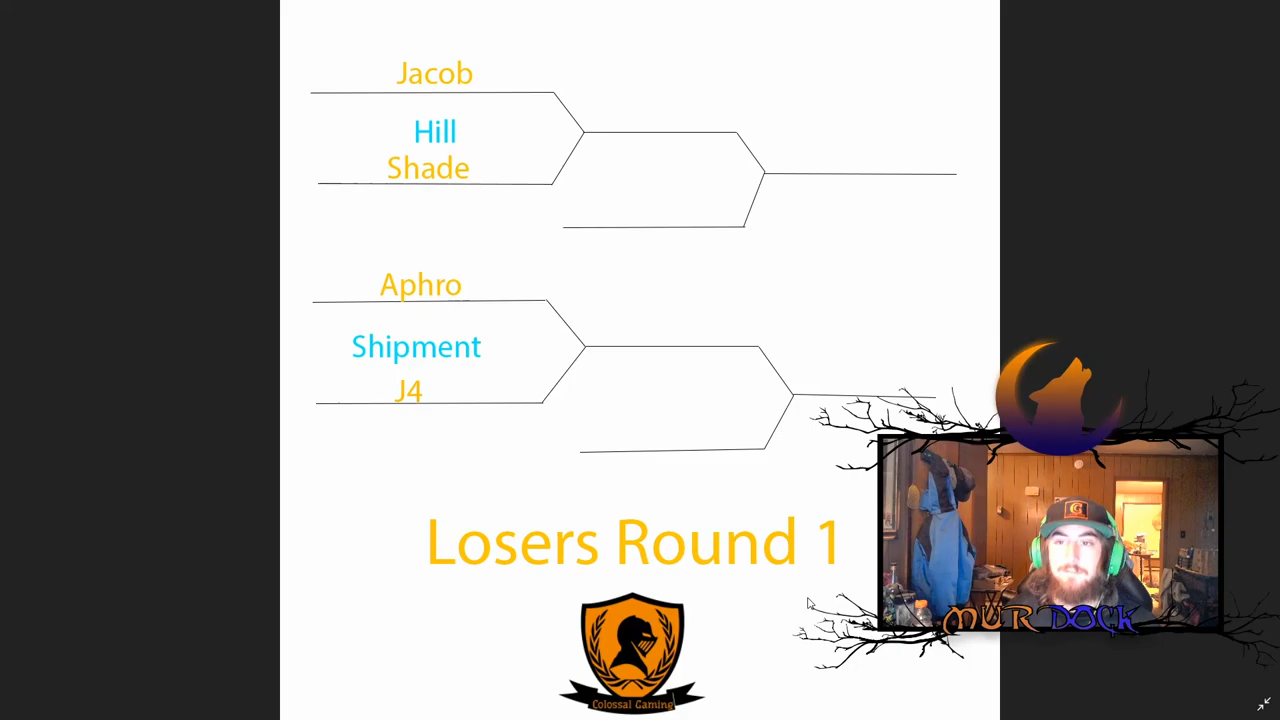 Jacob
Hill
Shade
Aphro
Shipment
J4
Losers Round 1
Colossal Gaming
MURDOCK